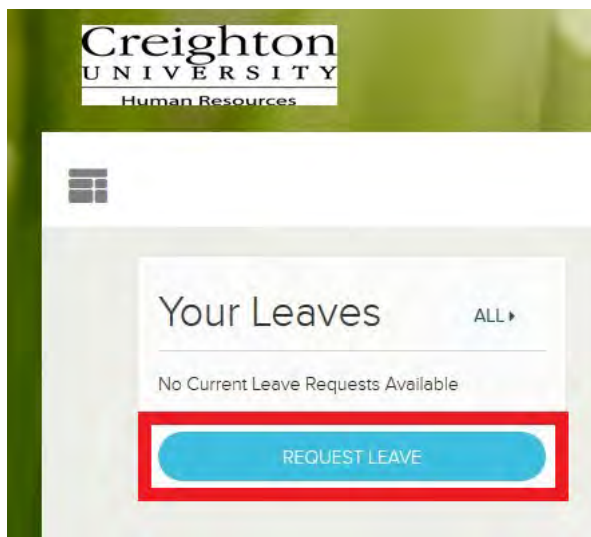 Creighton
UNIVERSITY
Human Resources
Your Leaves
ALL
No Current Leave Requests Available
REQUEST LEAVE